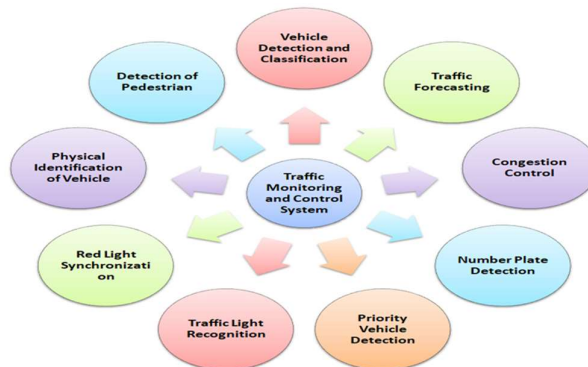 Vehicle
Detection and
Classification
Traffic
Forecasting
Congestion
Control
Number Plate
Detection
Priority
Vehicle
Detection
Traffic Light
Recognition
Red Light
Synchronizati
on
Physical
Identification
of Vehicle
Detection of
Pedestrian
Traffic
Monitoring
and Control
System